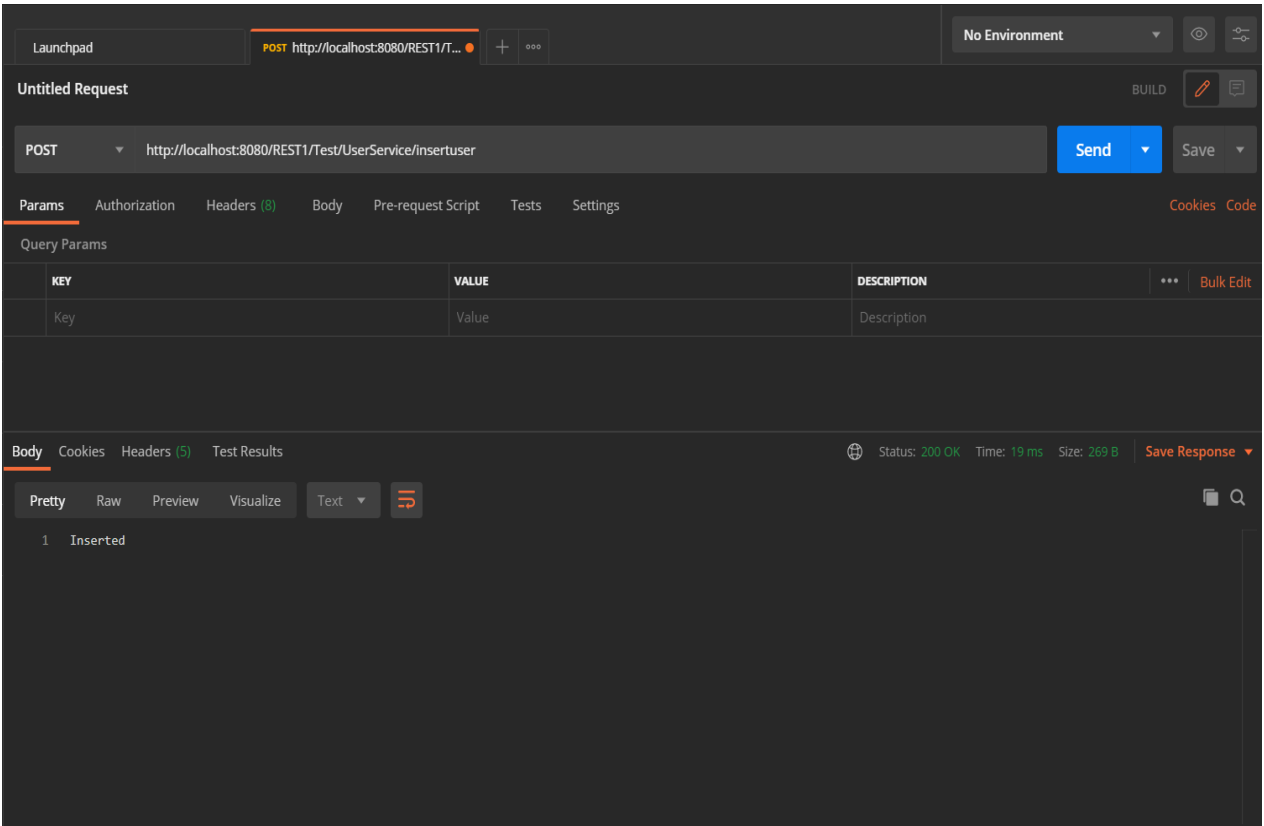 Launchpad POST http://localhost:8080/REST1/T... No Environment
Untitled Request BUILD
POST http://localhost:8080/REST1/Test/UserService/insertuser Send Save
Params Authorization Headers (8) Body Pre-request Script Tests Settings Cookies Code
Query Params
KEY VALUE DESCRIPTION ••• Bulk Edit
Key Value Description
Body Cookies Headers (5) Test Results Status: 200 OK Time: 19 ms Size: 269 B Save Response
Pretty Raw Preview Visualize Text
1 Inserted